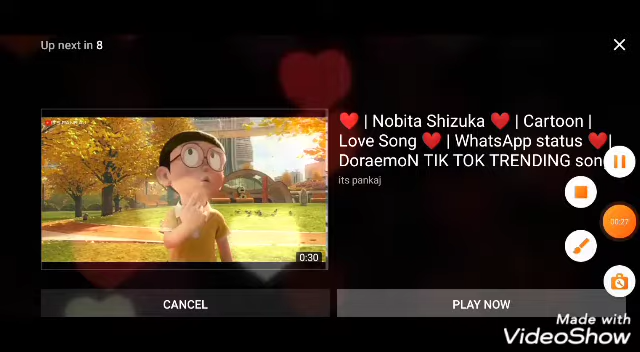 Up next in 8
❤️ | Nobita Shizuka ❤️ | Cartoon |
Love Song ❤️ | WhatsApp status ❤️|
DoraemoN TIK TOK TRENDING song
its pankaj
00:27
0:30
CANCEL
PLAY NOW
Made with
VideoShow